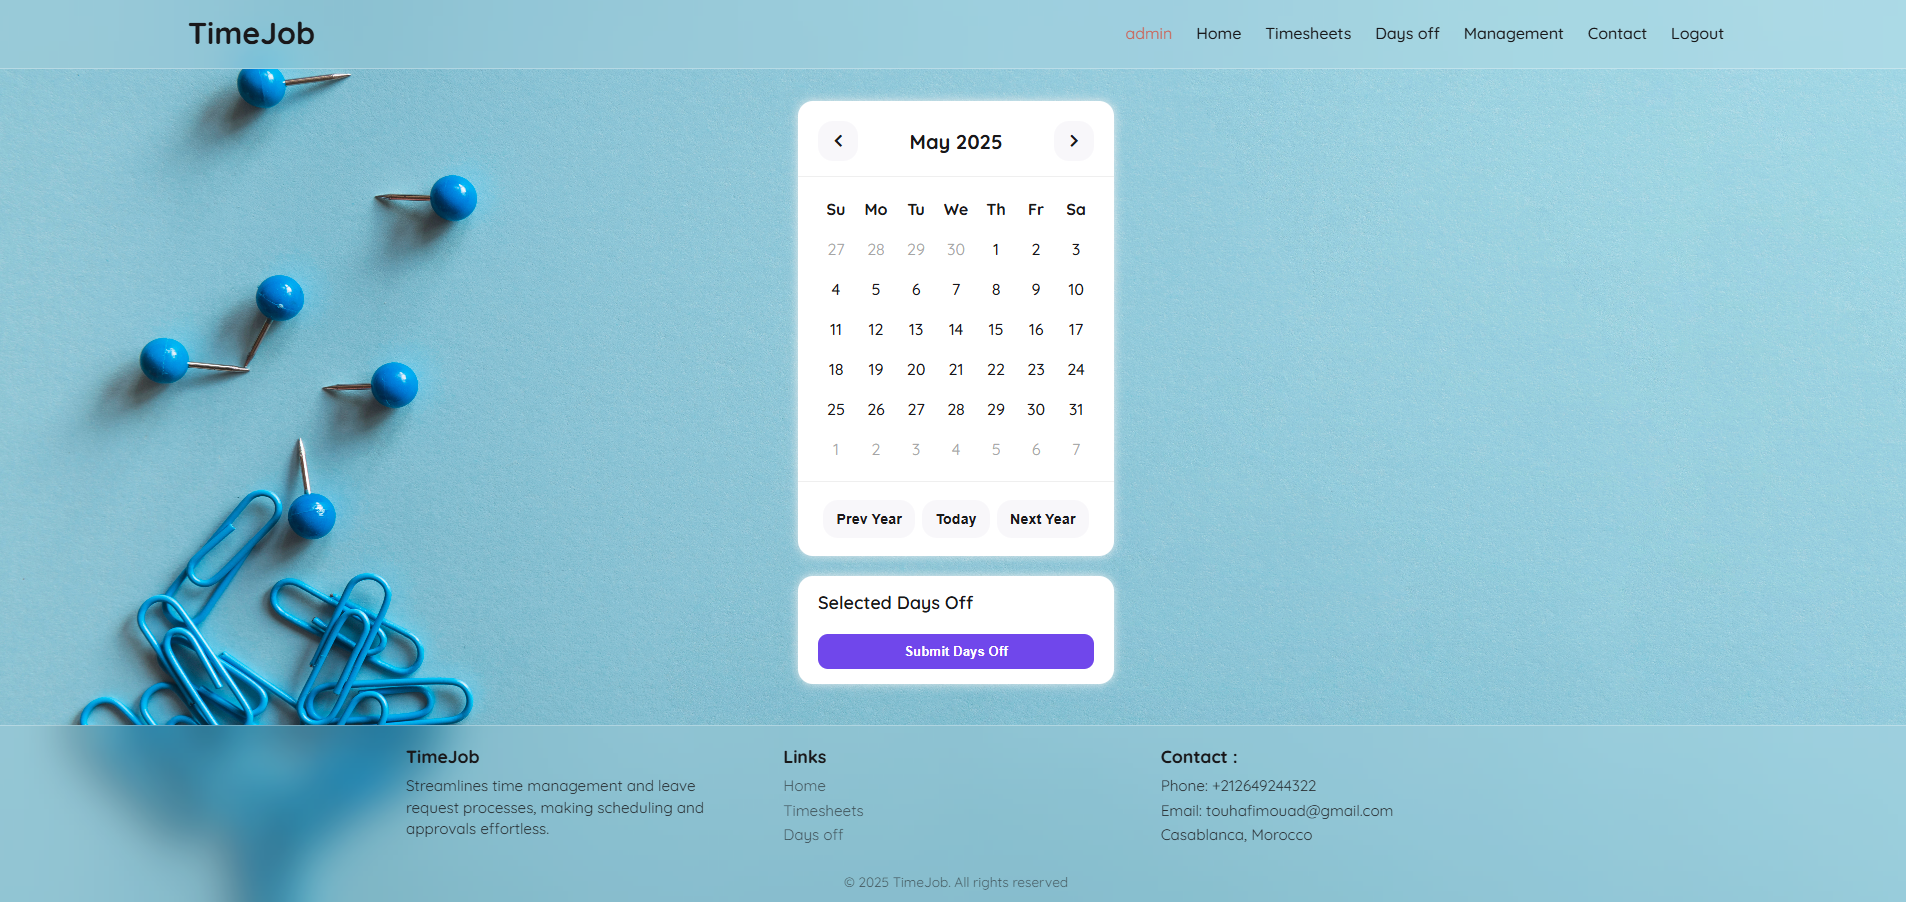 TimeJob
admin Home Timesheets Days off Management Contact Logout
May 2025
Su Mo Tu We Th Fr Sa
27 28 29 30 1 2 3
4 5 6 7 8 9 10
11 12 13 14 15 16 17
18 19 20 21 22 23 24
25 26 27 28 29 30 31
1 2 3 4 5 6 7
Prev Year Today Next Year
Selected Days Off
Submit Days Off
TimeJob
Streamlines time management and leave
request processes, making scheduling and
approvals effortless.
Links
Home
Timesheets
Days off
Contact :
Phone: +212649244322
Email: touhafimouad@gmail.com
Casablanca, Morocco
© 2025 TimeJob. All rights reserved